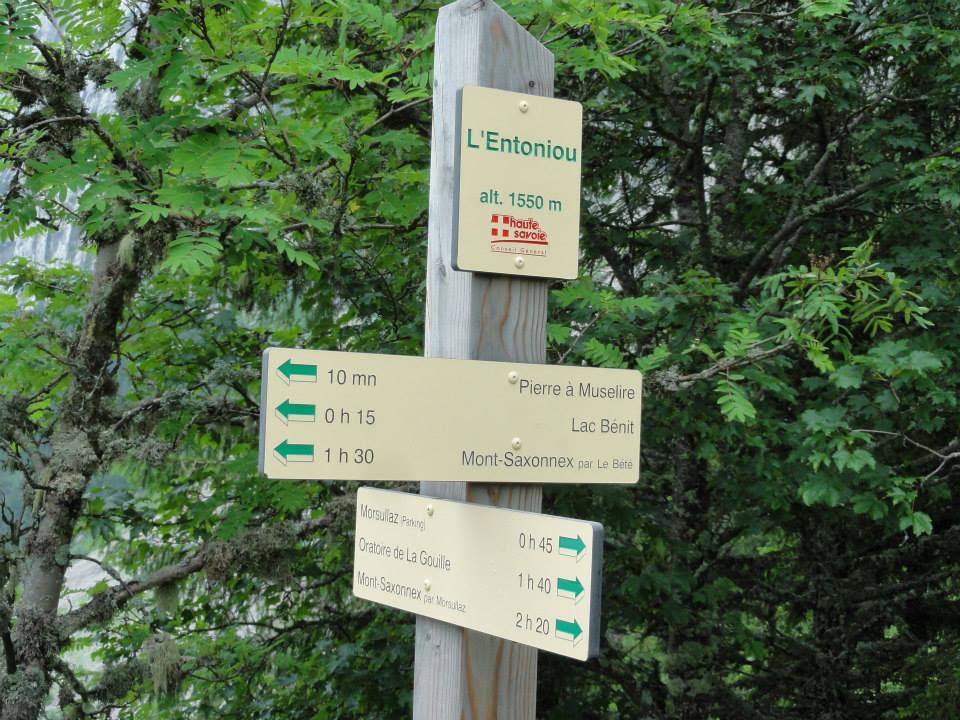 L'Entoniou
alt. 1550 m
haute
savoie
Conseil Général
10 mn Pierre à Muselire
0 h 15 Lac Bénit
1 h 30 Mont-Saxonnex par Le Bété
Morsullaz (Parking) 0 h 45
Oratoire de La Gouille 1 h 40
Mont-Saxonnex par Morsullaz 2 h 20